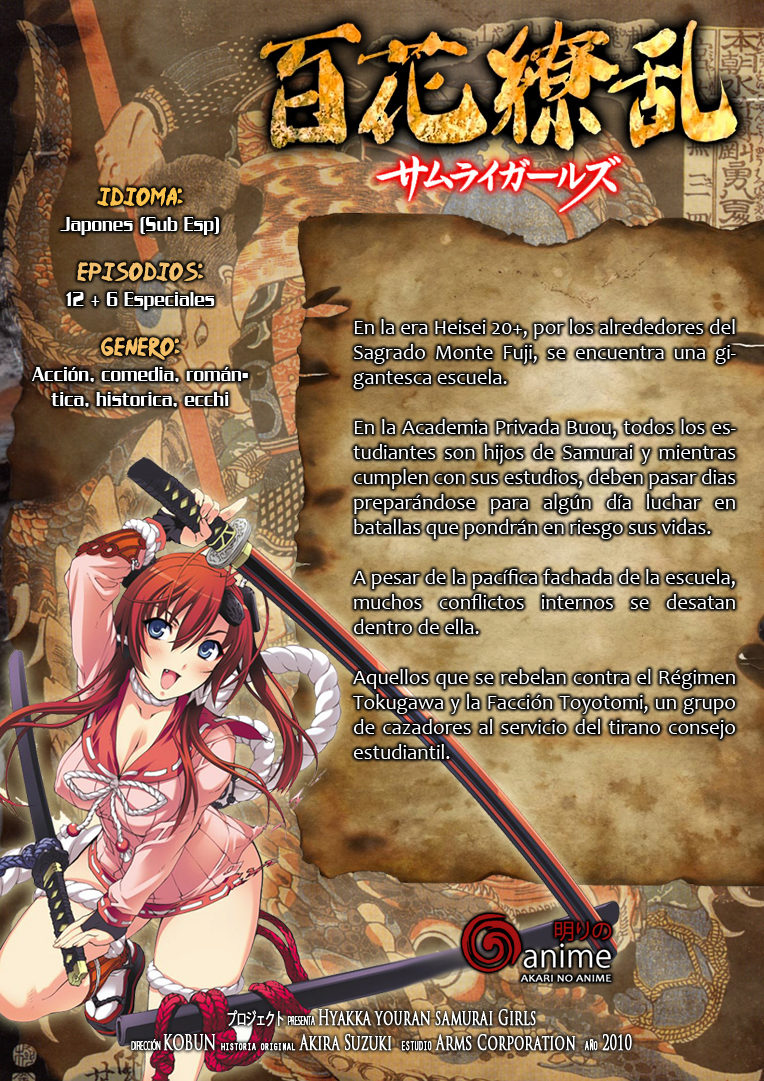 百花繚乱
サムライガールズ
IDIOMA:
Japones (Sub Esp)
EPISODIOS:
12 + 6 Especiales
GENERO:
Acción, comedia, román-
tica, historica, ecchi
En la era Heisei 20+, por los alrededores del
Sagrado Monte Fuji, se encuentra una gi-
gantesca escuela.
En la Academia Privada Buou, todos los es-
tudiantes son hijos de Samurai y mientras
cumplen con sus estudios, deben pasar dias
preparándose para algún día luchar en
batallas que pondrán en riesgo sus vidas.
A pesar de la pacífica fachada de la escuela,
muchos conflictos internos se desatan
dentro de ella.
Aquellos que se rebelan contra el Régimen
Tokugawa y la Facción Toyotomi, un grupo
de cazadores al servicio del tirano consejo
estudiantil.
明りの
anime
AKARI NO ANIME
プロジェクト PRESENTA HYAKKA YOURAN SAMURAI GIRLS
DIRECCIÓN KOBUN HISTORIA ORIGINAL AKIRA SUZUKI ESTUDIO ARMS CORPORATION AÑO 2010